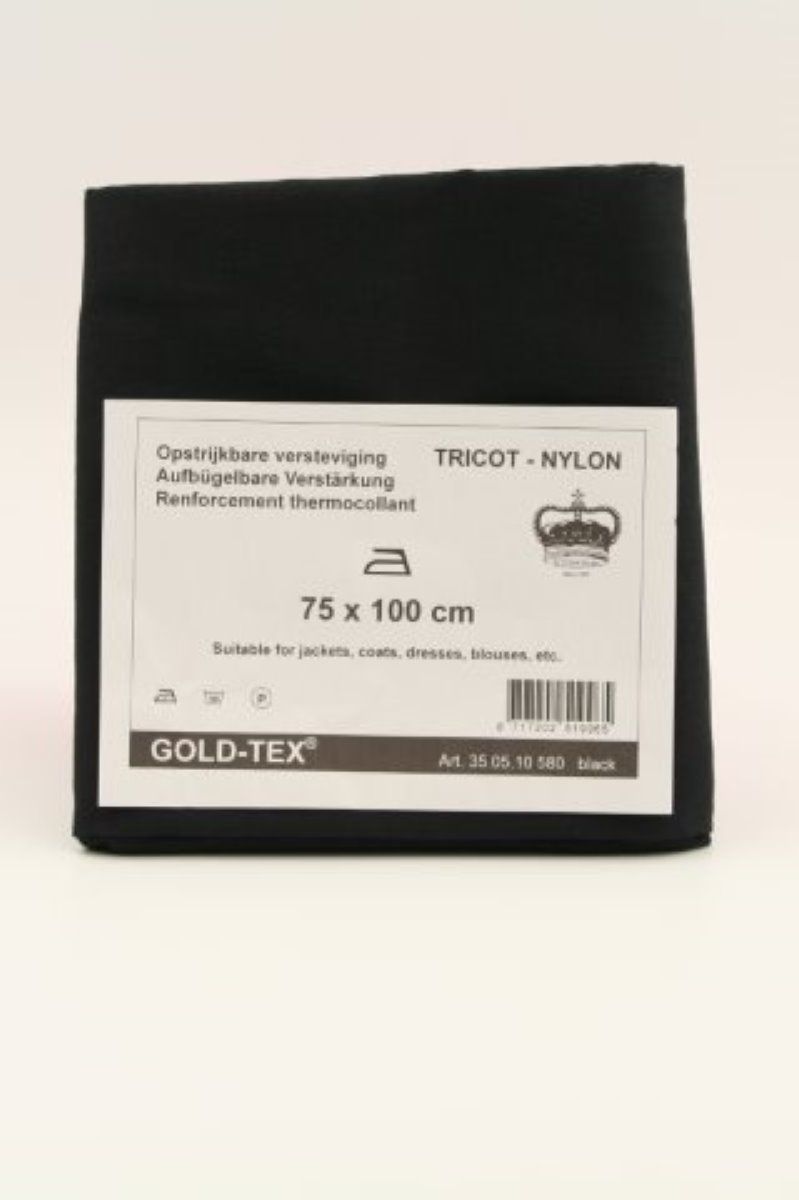 Opstrijkbare versteviging
Aufbügelbare Verstärkung
Renforcement thermocollant
TRICOT - NYLON
75 x 100 cm
Suitable for jackets, coats, dresses, blouses, etc.
P
GOLD-TEX®
Art. 35.05.10 580 black